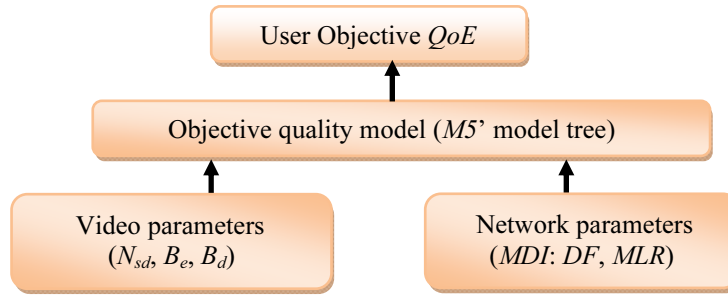 User Objective QoE
Objective quality model (M5’ model tree)
Video parameters
(Nsd, Be, Bd)
Network parameters
(MDI: DF, MLR)